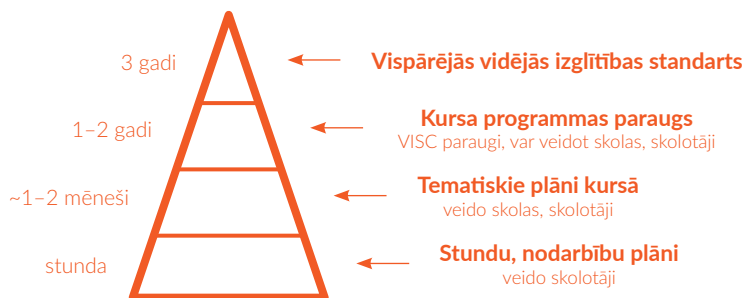 3 gadi
Vispārējās vidējās izglītības standarts
1–2 gadi
Kursa programmas paraugs
VISC paraugi, var veidot skolas, skolotāji
~1–2 mēneši
Tematiskie plāni kursā
veido skolas, skolotāji
stunda
Stundu, nodarbību plāni
veido skolotāji